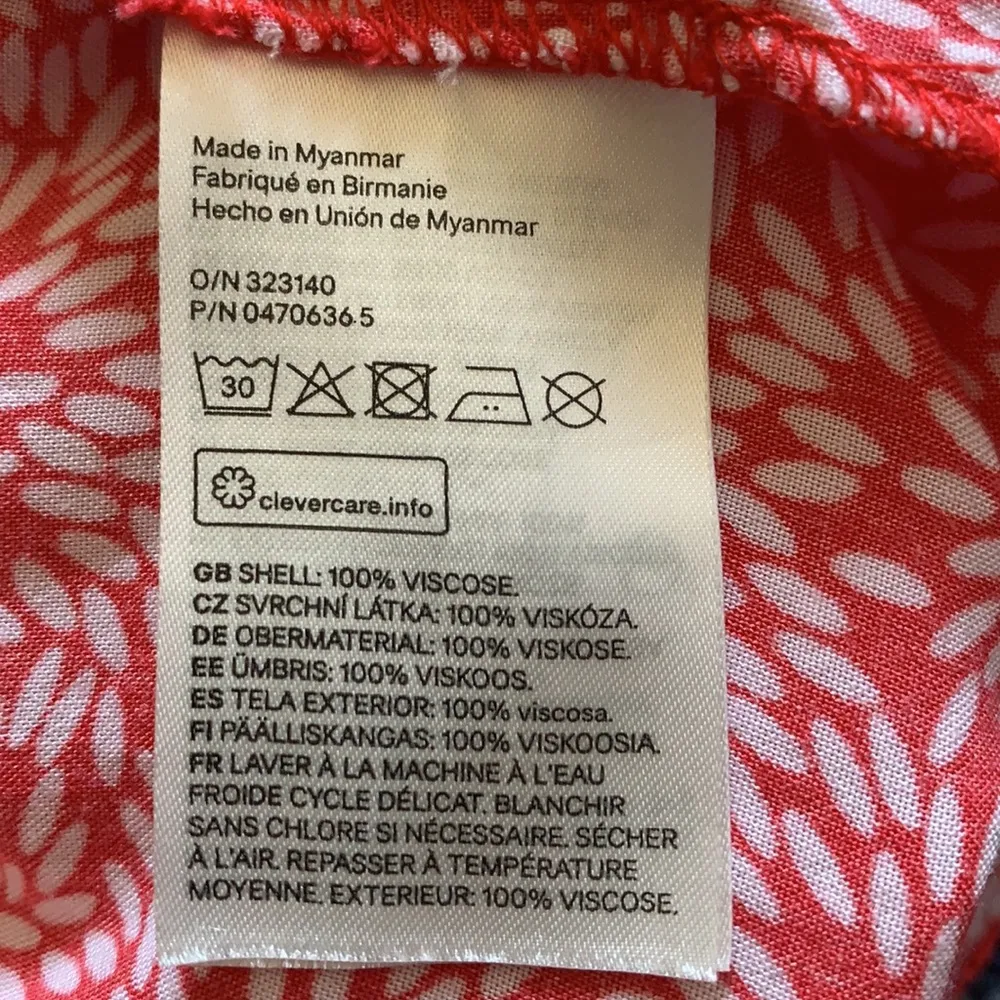 Made in Myanmar
Fabriqué en Birmanie
Hecho en Unión de Myanmar
O/N 323140
P/N 0470636.5
30
clevercare.info
GB SHELL: 100% VISCOSE.
CZ SVRCHNÍ LÁTKA: 100% VISKÓZA.
DE OBERMATERIAL: 100% VISKOSE.
EE ÜMBRIS: 100% VISKOOS.
ES TELA EXTERIOR: 100% viscosa.
FI PÄÄLLISKANGAS: 100% VISKOOSIA.
FR LAVER À LA MACHINE À L'EAU
FROIDE CYCLE DÉLICAT. BLANCHIR
SANS CHLORE SI NÉCESSAIRE. SÉCHER
À L'AIR. REPASSER À TEMPÉRATURE
MOYENNE. EXTERIEUR: 100% VISCOSE.